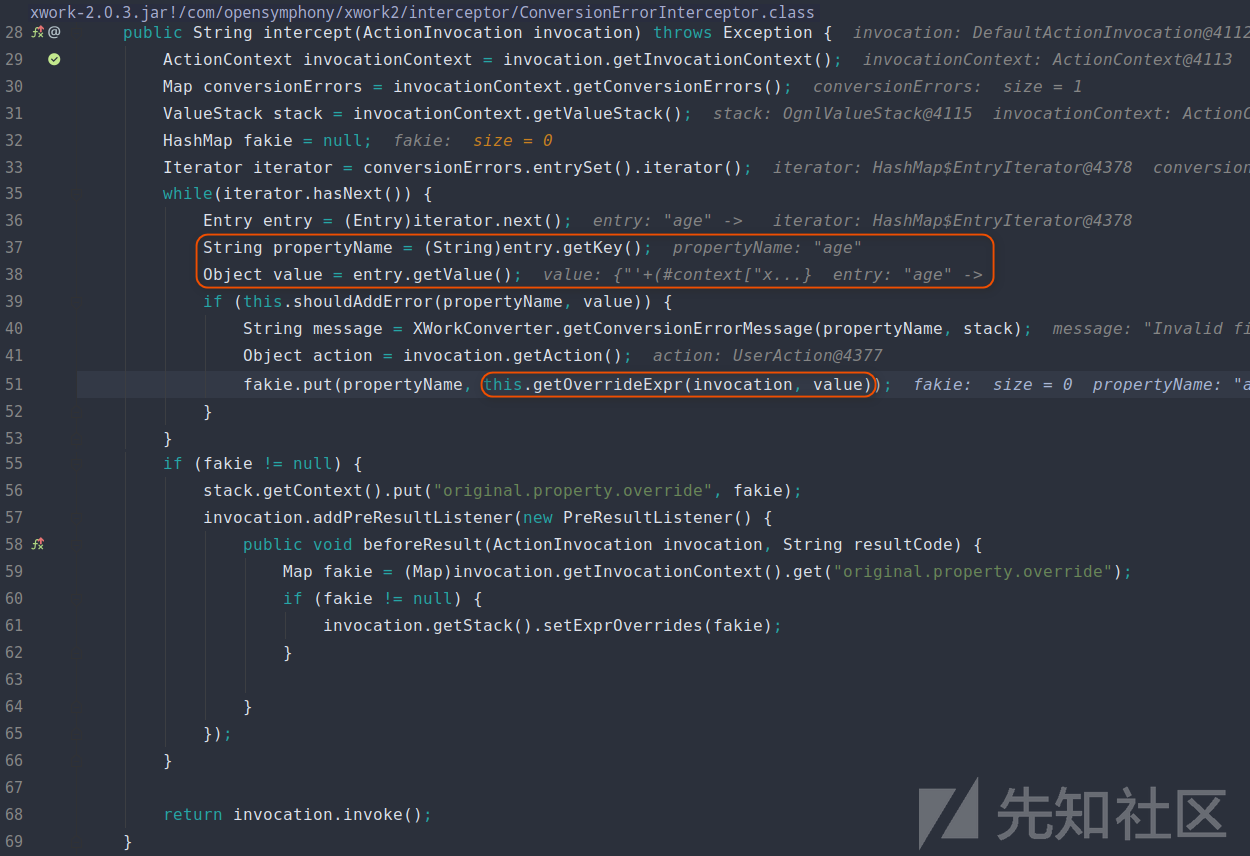 xwork-2.0.3.jar!/com/opensymphony/xwork2/interceptor/ConversionErrorInterceptor.class
28 @ public String intercept(ActionInvocation invocation) throws Exception { invocation: DefaultActionInvocation@4112
29 ActionContext invocationContext = invocation.getInvocationContext(); invocationContext: ActionContext@4113
30 Map conversionErrors = invocationContext.getConversionErrors(); conversionErrors: size = 1
31 ValueStack stack = invocationContext.getValueStack(); stack: OgnlValueStack@4115 invocationContext: ActionC
32 HashMap fakie = null; fakie: size = 0
33 Iterator iterator = conversionErrors.entrySet().iterator(); iterator: HashMap$EntryIterator@4378 conversion
35 while(iterator.hasNext()) {
36 Entry entry = (Entry)iterator.next(); entry: "age" -> iterator: HashMap$EntryIterator@4378
37 String propertyName = (String)entry.getKey(); propertyName: "age"
38 Object value = entry.getValue(); value: {"'+(#context["x...} entry: "age" ->
39 if (this.shouldAddError(propertyName, value)) {
40 String message = XWorkConverter.getConversionErrorMessage(propertyName, stack); message: "Invalid fi
41 Object action = invocation.getAction(); action: UserAction@4377
51 fakie.put(propertyName, this.getOverrideExpr(invocation, value)); fakie: size = 0 propertyName: "a
52 }
53 }
55 if (fakie != null) {
56 stack.getContext().put("original.property.override", fakie);
57 invocation.addPreResultListener(new PreResultListener() {
58 public void beforeResult(ActionInvocation invocation, String resultCode) {
59 Map fakie = (Map)invocation.getInvocationContext().get("original.property.override");
60 if (fakie != null) {
61 invocation.getStack().setExprOverrides(fakie);
62 }
63
64 }
65 });
66 }
67
68 return invocation.invoke();
69 }
先知社区